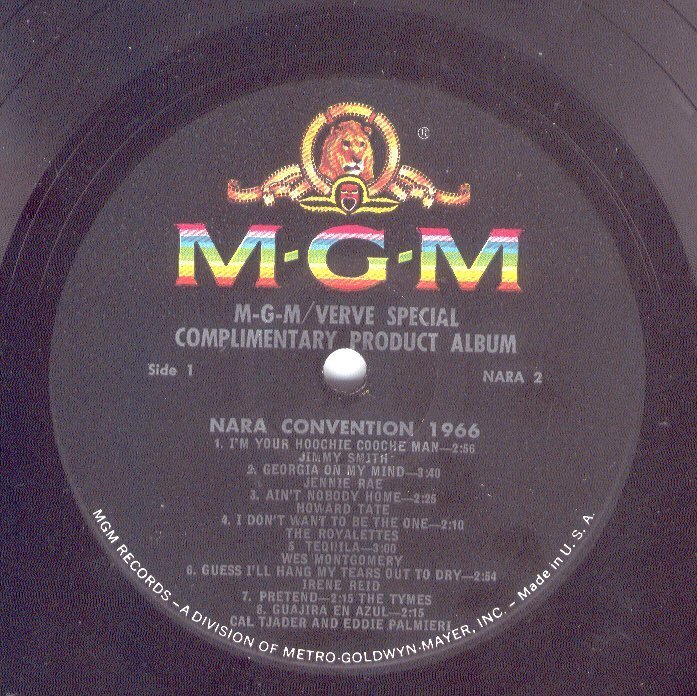 ®
M-G-M
M-G-M/VERVE SPECIAL
COMPLIMENTARY PRODUCT ALBUM
Side 1
NARA 2
NARA CONVENTION 1966
1. I'M YOUR HOOCHIE COOCHE MAN—2:56
JIMMY SMITH
2. GEORGIA ON MY MIND—3:40
JENNIE RAE
3. AIN'T NOBODY HOME—2:25
HOWARD TATE
4. I DON'T WANT TO BE THE ONE—2:10
THE ROYALETTES
5 TEQUILA—3:00
WES MONTGOMERY
6. GUESS I'LL HANG MY TEARS OUT TO DRY—2:54
IRENE REID
7. PRETEND—2:15 THE TYMES
8. GUAJIRA EN AZUL—2:15
CAL TJADER AND EDDIE PALMIERI
MGM RECORDS – A DIVISION OF METRO-GOLDWYN-MAYER, INC. – Made in U. S. A.